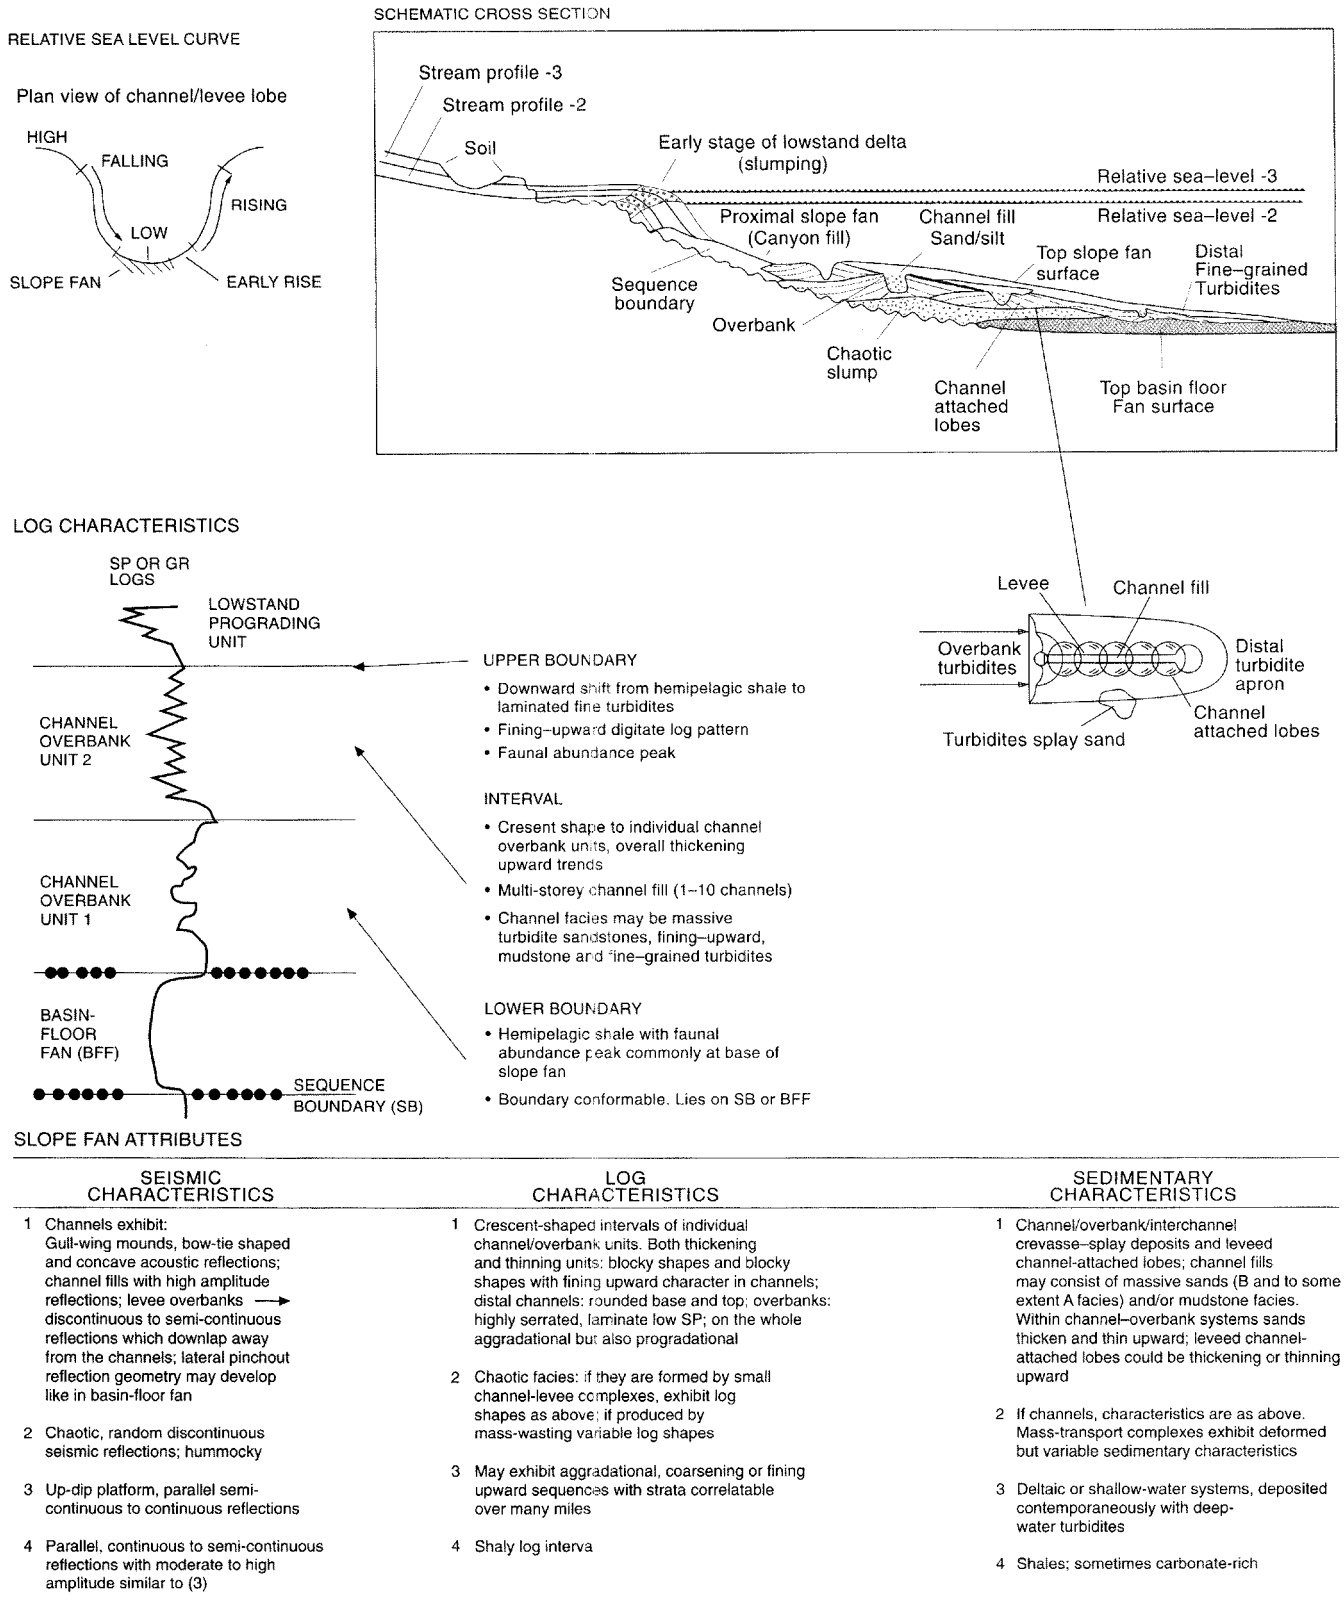 SCHEMATIC CROSS SECTION
RELATIVE SEA LEVEL CURVE
Plan view of channel/levee lobe
HIGH
FALLING
RISING
LOW
SLOPE FAN
EARLY RISE
Stream profile -3
Stream profile -2
Soil
Early stage of lowstand delta
(slumping)
Relative sea-level -3
Relative sea-level -2
Proximal slope fan
(Canyon fill)
Channel fill
Sand/silt
Top slope fan
surface
Distal
Fine-grained
Turbidites
Sequence
boundary
Overbank
Chaotic
slump
Channel
attached
lobes
Top basin floor
Fan surface
LOG CHARACTERISTICS
SP OR GR
LOGS
LOWSTAND
PROGRADING
UNIT
CHANNEL
OVERBANK
UNIT 2
CHANNEL
OVERBANK
UNIT 1
BASIN-
FLOOR
FAN (BFF)
SEQUENCE
BOUNDARY (SB)
UPPER BOUNDARY
• Downward shift from hemipelagic shale to
laminated fine turbidites
• Fining-upward digitate log pattern
• Faunal abundance peak
INTERVAL
• Cresent shape to individual channel
overbank units, overall thickening
upward trends
• Multi-storey channel fill (1-10 channels)
• Channel facies may be massive
turbidite sandstones, fining-upward,
mudstone and fine-grained turbidites
LOWER BOUNDARY
• Hemipelagic shale with faunal
abundance peak commonly at base of
slope fan
• Boundary conformable. Lies on SB or BFF
Levee
Channel fill
Overbank
turbidites
Distal
turbidite
apron
Channel
attached lobes
Turbidites splay sand
SLOPE FAN ATTRIBUTES
SEISMIC
CHARACTERISTICS
1 Channels exhibit:
Gull-wing mounds, bow-tie shaped
and concave acoustic reflections;
channel fills with high amplitude
reflections; levee overbanks →
discontinuous to semi-continuous
reflections which downlap away
from the channels; lateral pinchout
reflection geometry may develop
like in basin-floor fan
2 Chaotic, random discontinuous
seismic reflections; hummocky
3 Up-dip platform, parallel semi-
continuous to continuous reflections
4 Parallel, continuous to semi-continuous
reflections with moderate to high
amplitude similar to (3)
LOG
CHARACTERISTICS
1 Crescent-shaped intervals of individual
channel/overbank units. Both thickening
and thinning units: blocky shapes and blocky
shapes with fining upward character in channels;
distal channels: rounded base and top; overbanks:
highly serrated, laminate low SP; on the whole
aggradational but also progradational
2 Chaotic facies: if they are formed by small
channel-levee complexes, exhibit log
shapes as above; if produced by
mass-wasting variable log shapes
3 May exhibit aggradational, coarsening or fining
upward sequences with strata correlatable
over many miles
4 Shaly log interva
SEDIMENTARY
CHARACTERISTICS
1 Channel/overbank/interchannel
crevasse-splay deposits and leveed
channel-attached lobes; channel fills
may consist of massive sands (B and to some
extent A facies) and/or mudstone facies.
Within channel-overbank systems sands
thicken and thin upward; leveed channel-
attached lobes could be thickening or thinning
upward
2 If channels, characteristics are as above.
Mass-transport complexes exhibit deformed
but variable sedimentary characteristics
3 Deltaic or shallow-water systems, deposited
contemporaneously with deep-
water turbidites
4 Shales; sometimes carbonate-rich